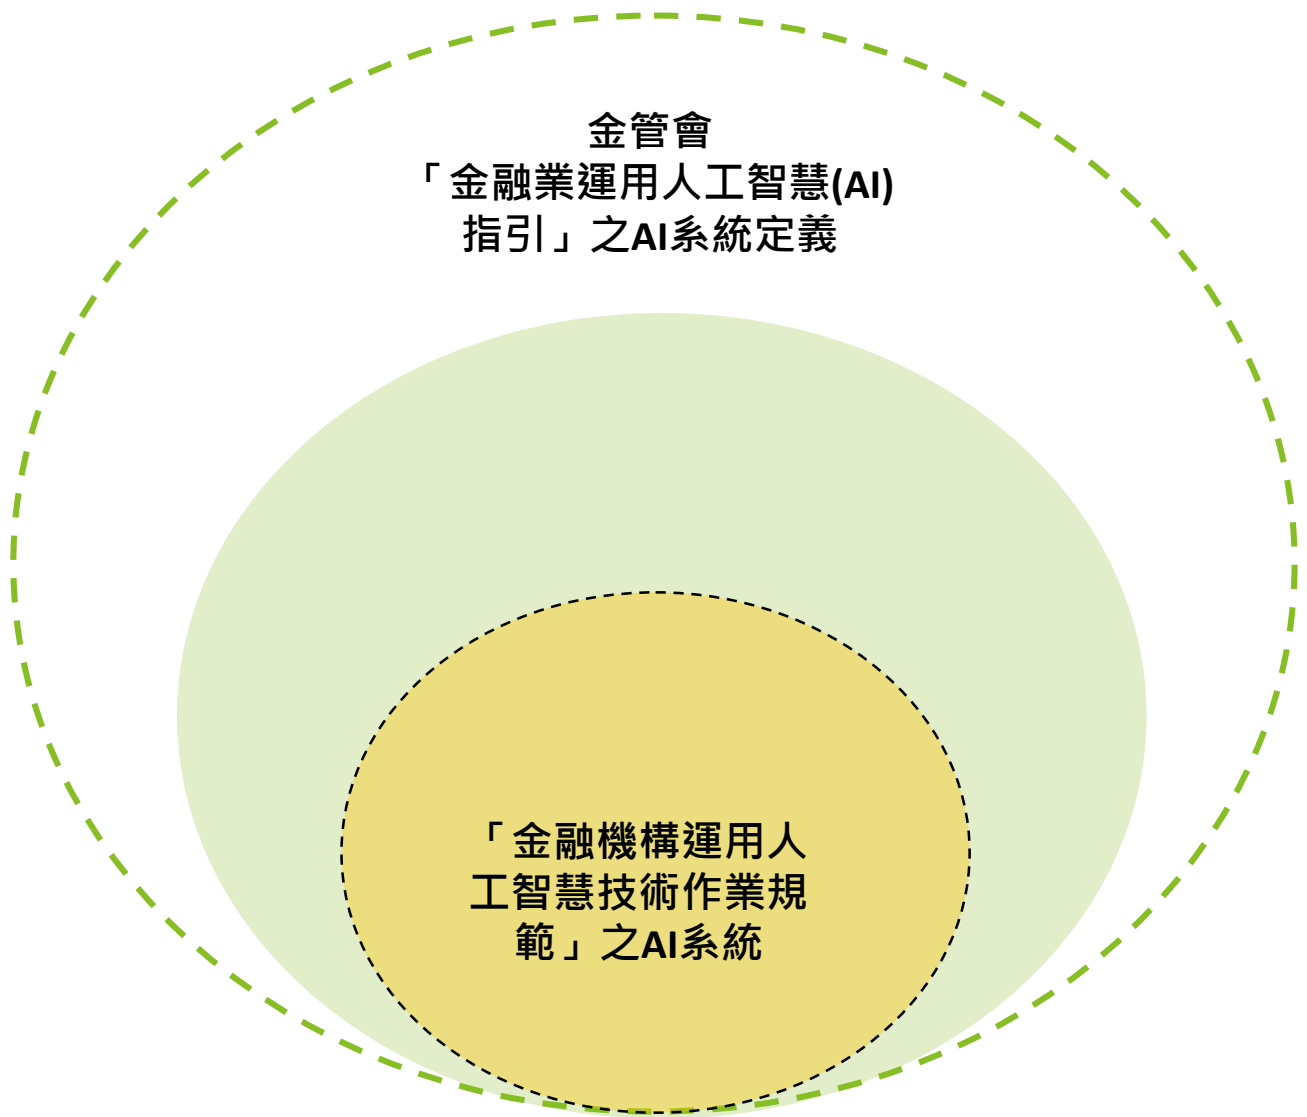 金管會
「金融業運用人工智慧(AI)
指引」之AI系統定義
「金融機構運用人
工智慧技術作業規
範」之AI系統